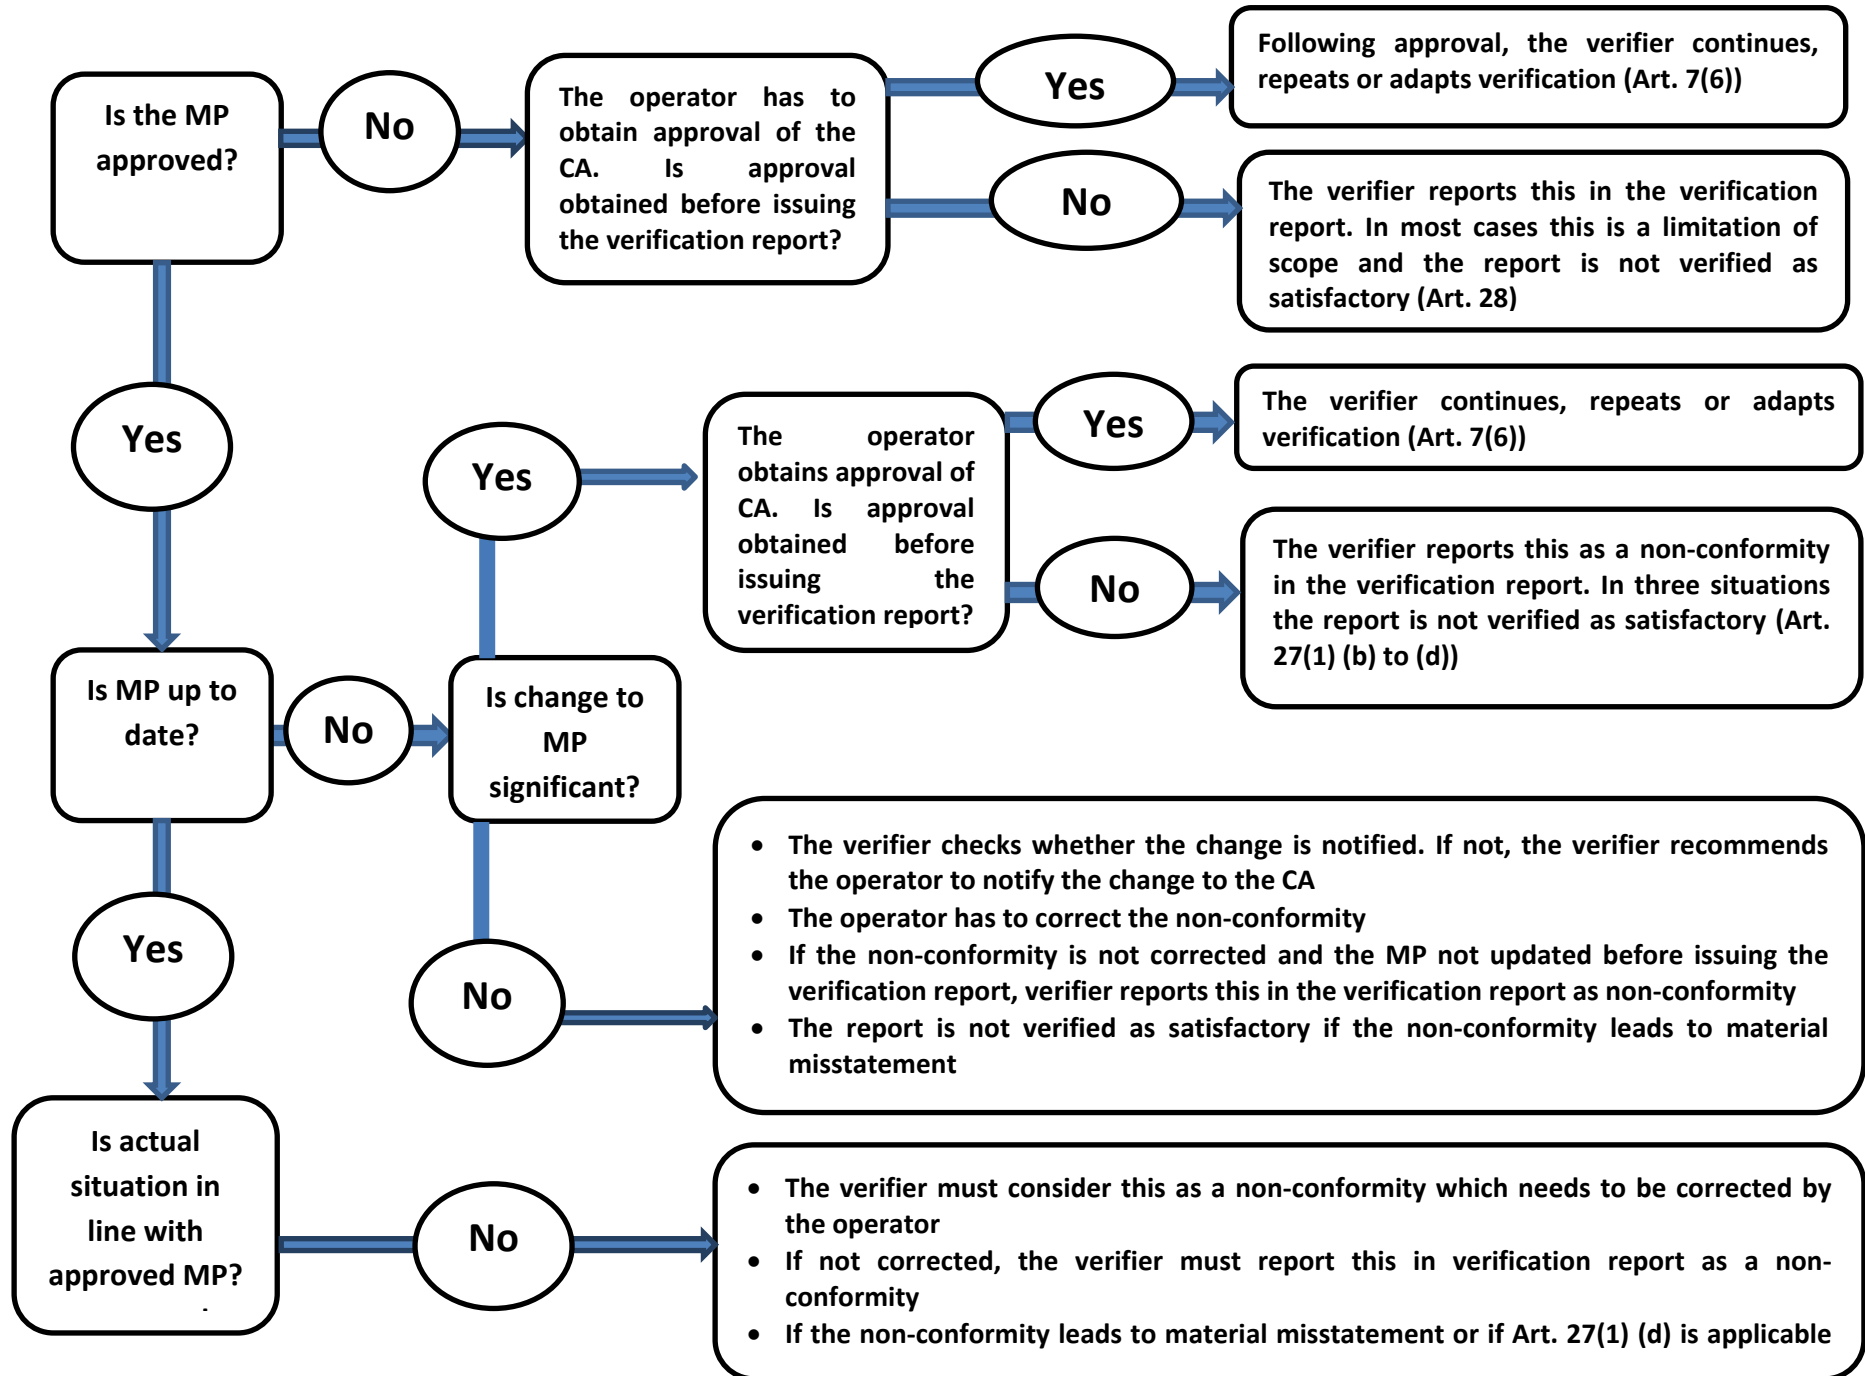 Is the MP
approved?
No
The operator has to
obtain approval of the
CA. Is approval
obtained before issuing
the verification report?
Yes
Following approval, the verifier continues,
repeats or adapts verification (Art. 7(6))
No
The verifier reports this in the verification
report. In most cases this is a limitation of
scope and the report is not verified as
satisfactory (Art. 28)
Yes
Is MP up to
date?
No
Is change to
MP
significant?
Yes
The operator
obtains approval of
CA. Is approval
obtained before
issuing the
verification report?
Yes
The verifier continues, repeats or adapts
verification (Art. 7(6))
No
The verifier reports this as a non-conformity
in the verification report. In three situations
the report is not verified as satisfactory (Art.
27(1) (b) to (d))
No
• The verifier checks whether the change is notified. If not, the verifier recommends
the operator to notify the change to the CA
• The operator has to correct the non-conformity
• If the non-conformity is not corrected and the MP not updated before issuing the
verification report, verifier reports this in the verification report as non-conformity
• The report is not verified as satisfactory if the non-conformity leads to material
misstatement
Yes
Is actual
situation in
line with
approved MP?
No
• The verifier must consider this as a non-conformity which needs to be corrected by
the operator
• If not corrected, the verifier must report this in verification report as a non-
conformity
• If the non-conformity leads to material misstatement or if Art. 27(1) (d) is applicable